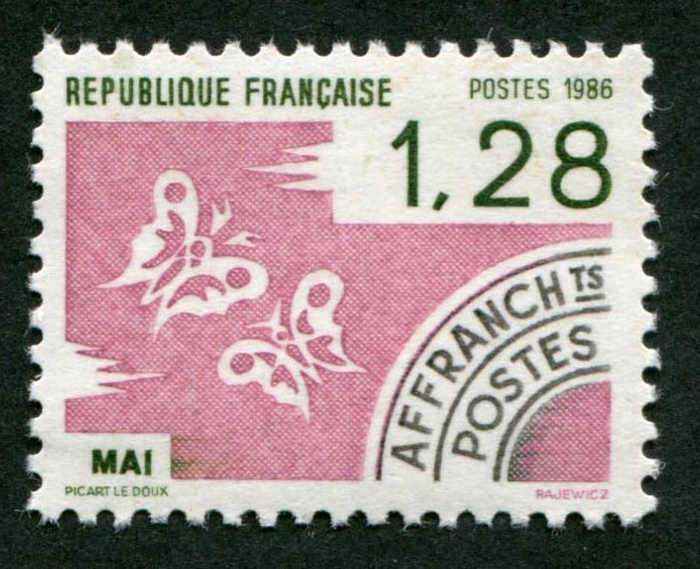 REPUBLIQUE FRANÇAISE
POSTES 1986
1,28
AFFRANCHTS
POSTES
MAI
PICART LE DOUX
RAJEWICZ